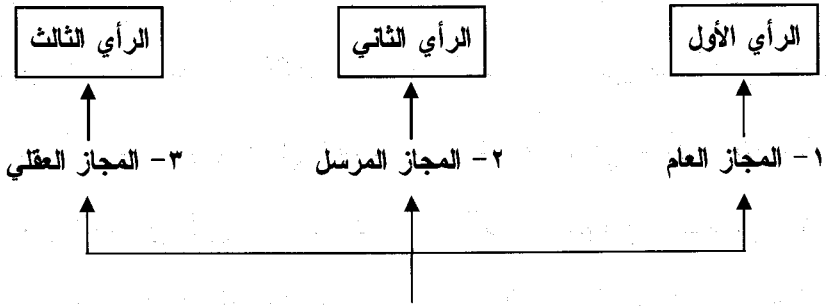 الرأي الأول الرأي الثاني الرأي الثالث
١- المجاز العام ٢- المجاز المرسل ٣- المجاز العقلي